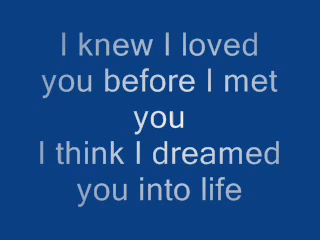 I knew I loved
you before I met
you
I think I dreamed
you into life